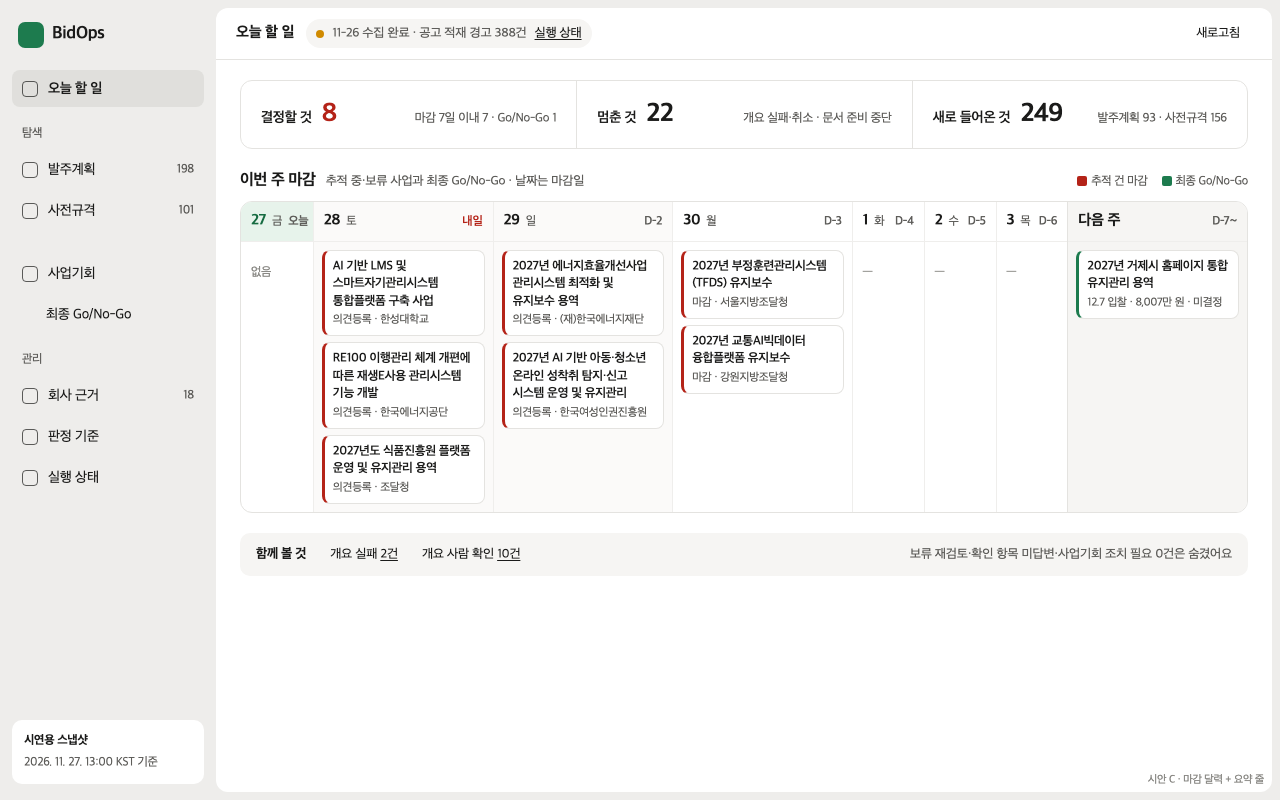 BidOps
오늘 할 일
탐색
발주계획 198
사전규격 101
사업기회
최종 Go/No-Go
관리
회사 근거 18
판정 기준
실행 상태
시연용 스냅샷
2026. 11. 27. 13:00 KST 기준
오늘 할 일
11-26 수집 완료 · 공고 적재 경고 388건 실행 상태
새로고침
결정할 것 8 마감 7일 이내 7 · Go/No-Go 1
멈춘 것 22 개요 실패·취소 · 문서 준비 중단
새로 들어온 것 249 발주계획 93 · 사전규격 156
이번 주 마감 추적 중·보류 사업과 최종 Go/No-Go · 날짜는 마감일
추적 건 마감 최종 Go/No-Go
27 금 오늘
없음
28 토 내일
AI 기반 LMS 및
스마트자기관리시스템
통합플랫폼 구축 사업
의견등록 · 한성대학교
RE100 이행관리 체계 개편에
따른 재생E사용 관리시스템
기능 개발
의견등록 · 한국에너지공단
2027년도 식품진흥원 플랫폼
운영 및 유지관리 용역
의견등록 · 조달청
29 일 D-2
2027년 에너지효율개선사업
관리시스템 최적화 및
유지보수 용역
의견등록 · (재)한국에너지재단
2027년 AI 기반 아동·청소년
온라인 성착취 탐지·신고
시스템 운영 및 유지관리
의견등록 · 한국여성인권진흥원
30 월 D-3
2027년 부정훈련관리시스템
(TFDS) 유지보수
마감 · 서울지방조달청
2027년 교통AI빅데이터
융합플랫폼 유지보수
마감 · 강원지방조달청
1 화 D-4
—
2 수 D-5
—
3 목 D-6
—
다음 주 D-7~
2027년 거제시 홈페이지 통합
유지관리 용역
12.7 입찰 · 8,007만 원 · 미결정
함께 볼 것 개요 실패 2건 개요 사람 확인 10건
보류 재검토·확인 항목 미답변·사업기회 조치 필요 0건은 숨겼어요
시안 C · 마감 달력 + 요약 줄